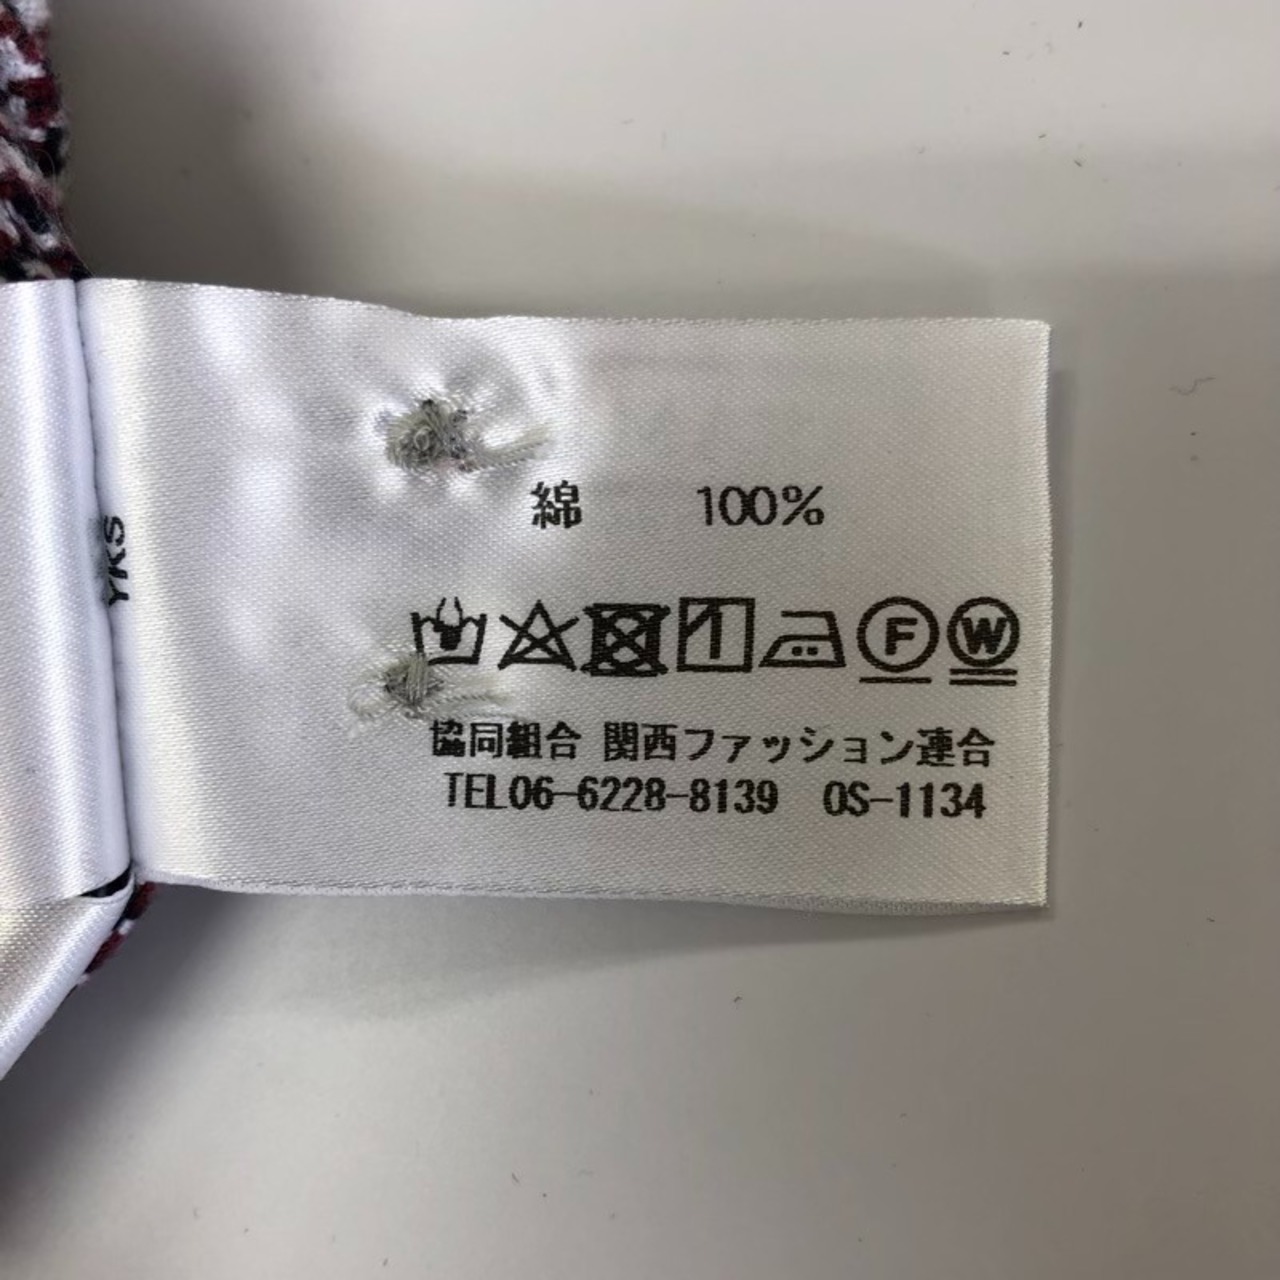 綿 100%
F W
協同組合 関西ファッション連合
TEL06-6228-8139 OS-1134
YKS